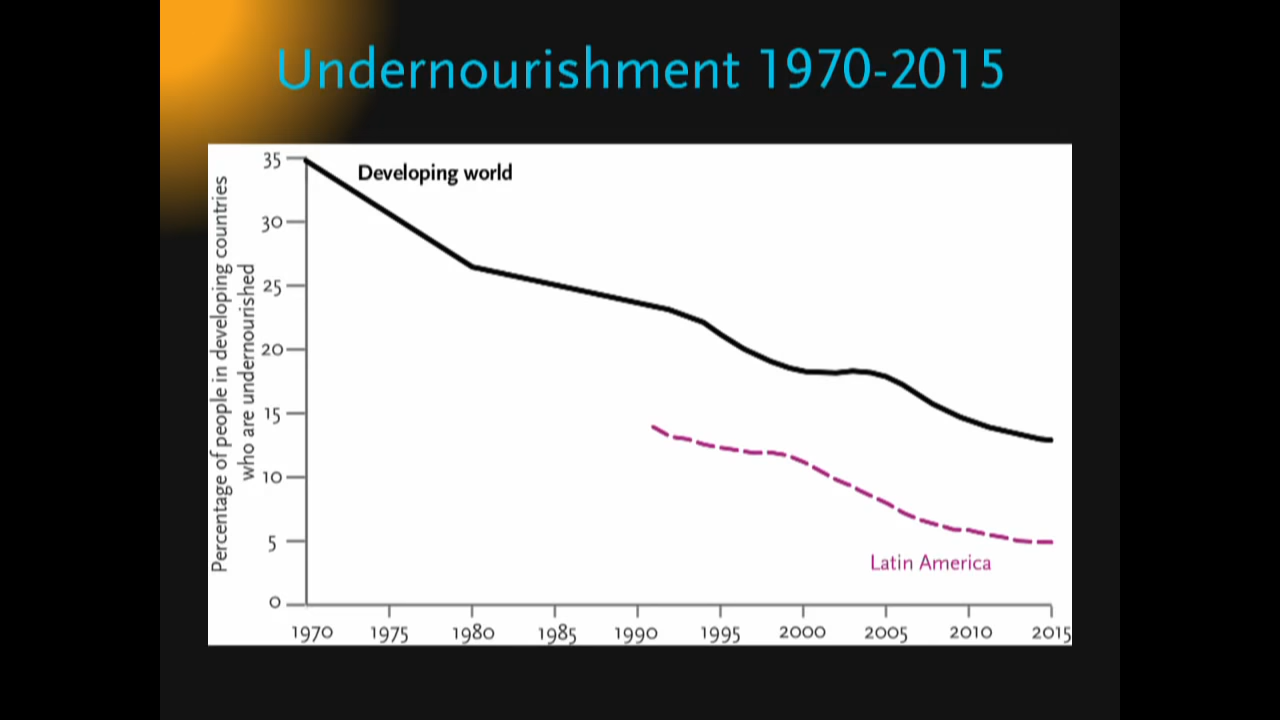 Undernourishment 1970-2015
Percentage of people in developing countries
who are undernourished
35
30
25
20
15
10
5
0
Developing world
Latin America
1970 1975 1980 1985 1990 1995 2000 2005 2010 2015